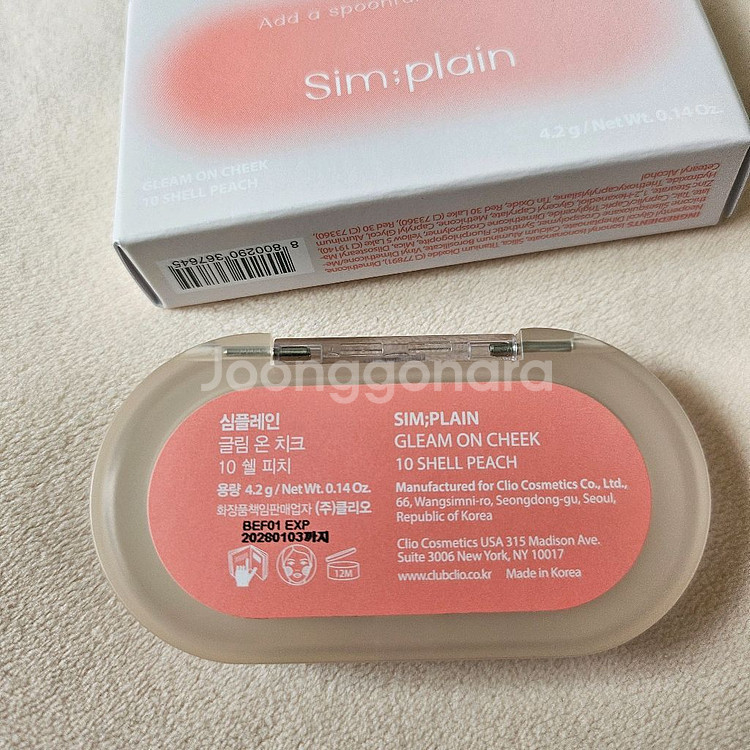 Add a spoonful
Sim;plain
4.2 g / Net Wt. 0.14 Oz.
GLEAM ON CHEEK
10 SHELL PEACH
8 800290 367645
Cetearyl Alcohol
Joonggonara
심플레인
글림 온 치크
10 쉘 피치
용량 4.2 g / Net Wt. 0.14 Oz.
화장품책임판매업자 (주)클리오
BEF01 EXP
20280103까지
12M
SIM;PLAIN
GLEAM ON CHEEK
10 SHELL PEACH
Manufactured for Clio Cosmetics Co., Ltd.,
66, Wangsimni-ro, Seongdong-gu, Seoul,
Republic of Korea
Clio Cosmetics USA 315 Madison Ave.
Suite 3006 New York, NY 10017
www.clubclio.co.kr Made in Korea